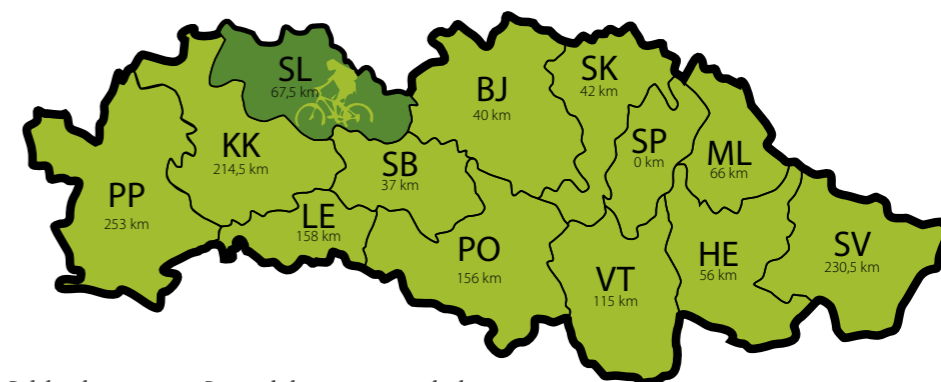 SL
67,5 km
BJ
40 km
SK
42 km
SP
0 km
ML
66 km
KK
214,5 km
SB
37 km
PP
253 km
LE
158 km
PO
156 km
VT
115 km
HE
56 km
SV
230,5 km